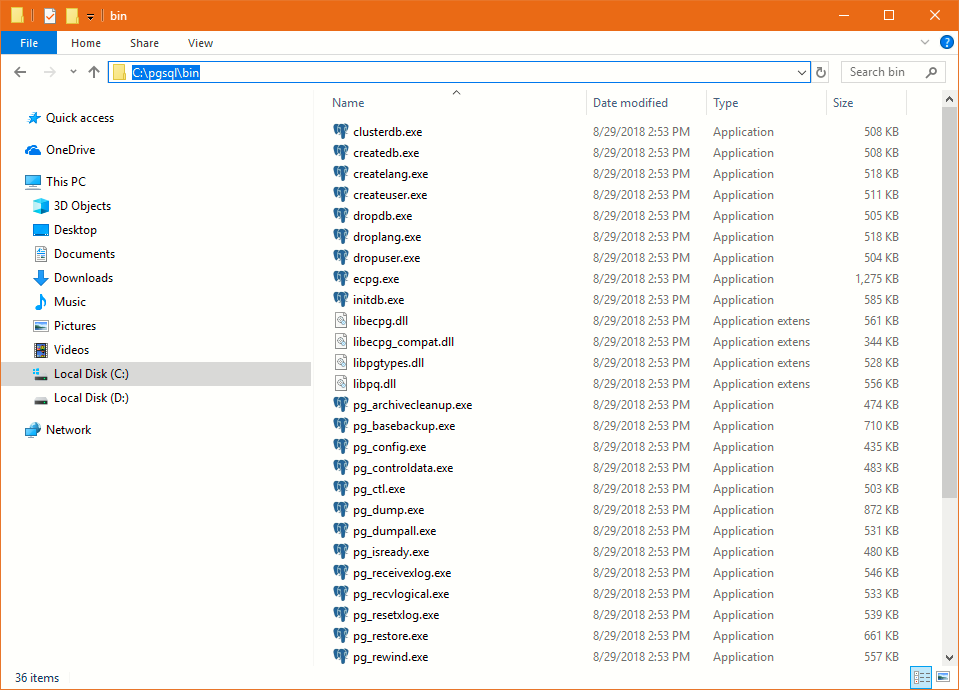 bin
File Home Share View
C:\pgsql\bin Search bin
Quick access
OneDrive
This PC
3D Objects
Desktop
Documents
Downloads
Music
Pictures
Videos
Local Disk (C:)
Local Disk (D:)
Network
Name Date modified Type Size
clusterdb.exe 8/29/2018 2:53 PM Application 508 KB
createdb.exe 8/29/2018 2:53 PM Application 508 KB
createlang.exe 8/29/2018 2:53 PM Application 518 KB
createuser.exe 8/29/2018 2:53 PM Application 511 KB
dropdb.exe 8/29/2018 2:53 PM Application 505 KB
droplang.exe 8/29/2018 2:53 PM Application 518 KB
dropuser.exe 8/29/2018 2:53 PM Application 504 KB
ecpg.exe 8/29/2018 2:53 PM Application 1,275 KB
initdb.exe 8/29/2018 2:53 PM Application 585 KB
libecpg.dll 8/29/2018 2:53 PM Application extens 561 KB
libecpg_compat.dll 8/29/2018 2:53 PM Application extens 344 KB
libpgtypes.dll 8/29/2018 2:53 PM Application extens 528 KB
libpq.dll 8/29/2018 2:53 PM Application extens 556 KB
pg_archivecleanup.exe 8/29/2018 2:53 PM Application 474 KB
pg_basebackup.exe 8/29/2018 2:53 PM Application 710 KB
pg_config.exe 8/29/2018 2:53 PM Application 435 KB
pg_controldata.exe 8/29/2018 2:53 PM Application 483 KB
pg_ctl.exe 8/29/2018 2:53 PM Application 503 KB
pg_dump.exe 8/29/2018 2:53 PM Application 872 KB
pg_dumpall.exe 8/29/2018 2:53 PM Application 531 KB
pg_isready.exe 8/29/2018 2:53 PM Application 480 KB
pg_receivexlog.exe 8/29/2018 2:53 PM Application 546 KB
pg_recvlogical.exe 8/29/2018 2:53 PM Application 533 KB
pg_resetxlog.exe 8/29/2018 2:53 PM Application 539 KB
pg_restore.exe 8/29/2018 2:53 PM Application 661 KB
pg_rewind.exe 8/29/2018 2:53 PM Application 557 KB
36 items